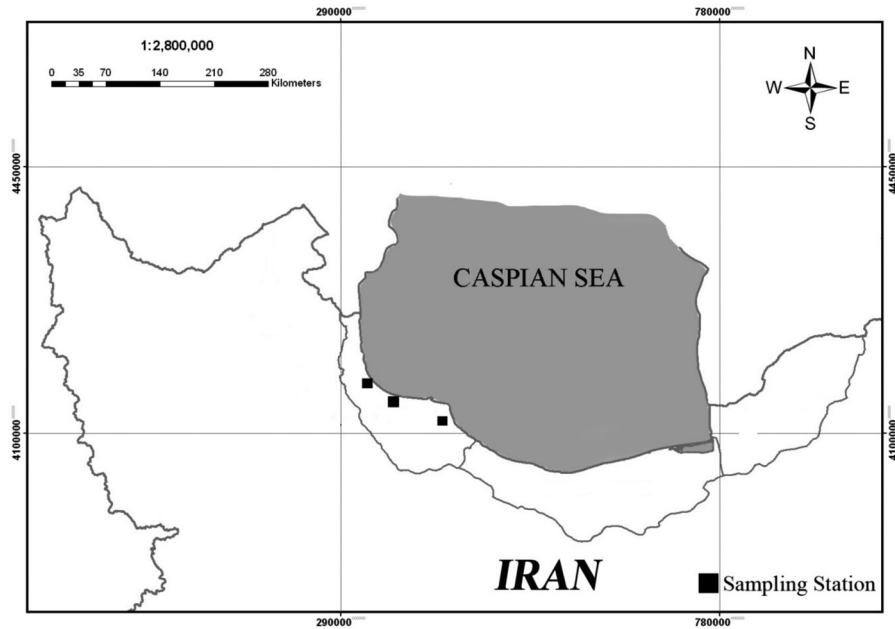 290000 780000
1:2,800,000
0 35 70 140 210 280
Kilometers
N
W E
S
4450000 4450000
CASPIAN SEA
4100000 4100000
IRAN
Sampling Station
290000 780000